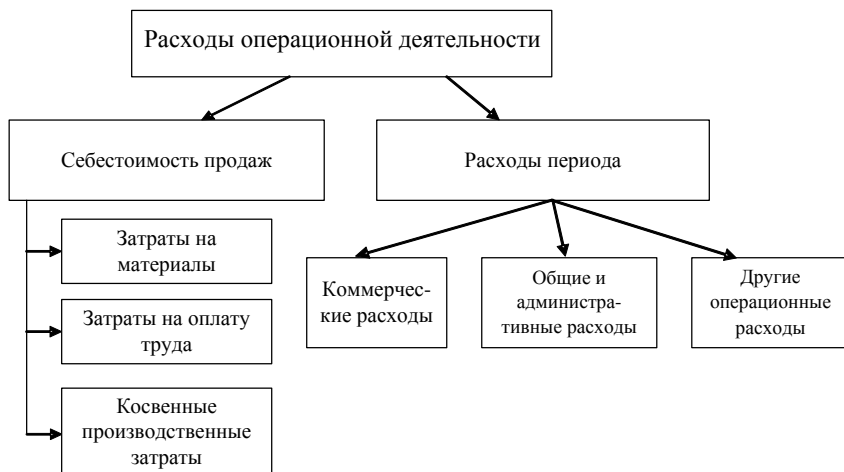 Расходы операционной деятельности
Себестоимость продаж
Расходы периода
Затраты на
материалы
Затраты на оплату
труда
Косвенные
производственные
затраты
Коммерчес-
кие расходы
Общие и
администра-
тивные расходы
Другие
операционные
расходы